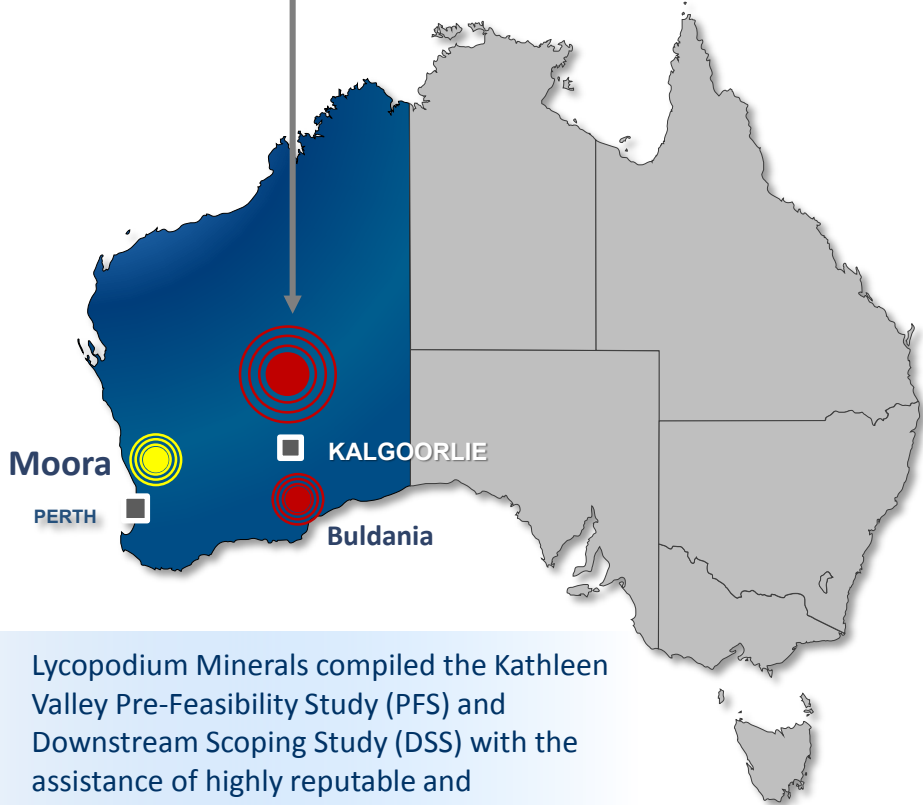 KALGOORLIE
Moora
PERTH
Buldania
Lycopodium Minerals compiled the Kathleen
Valley Pre-Feasibility Study (PFS) and
Downstream Scoping Study (DSS) with the
assistance of highly reputable and